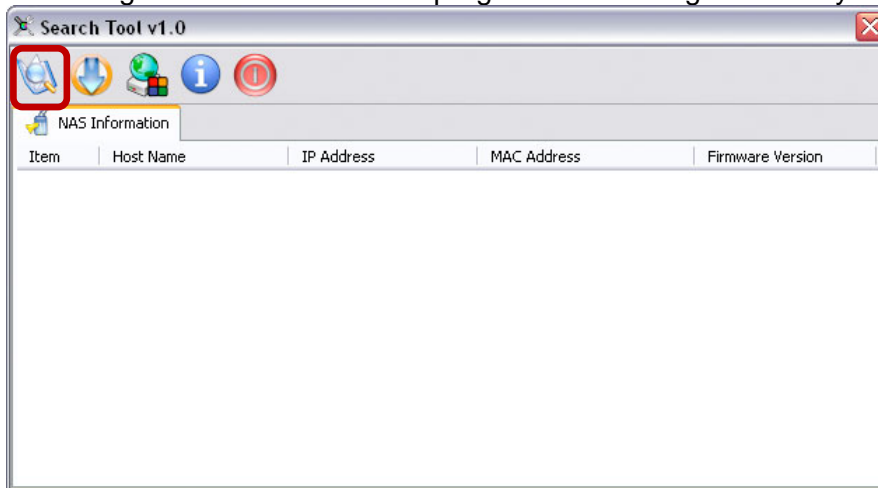 Search Tool v1.0
NAS Information
Item Host Name IP Address MAC Address Firmware Version